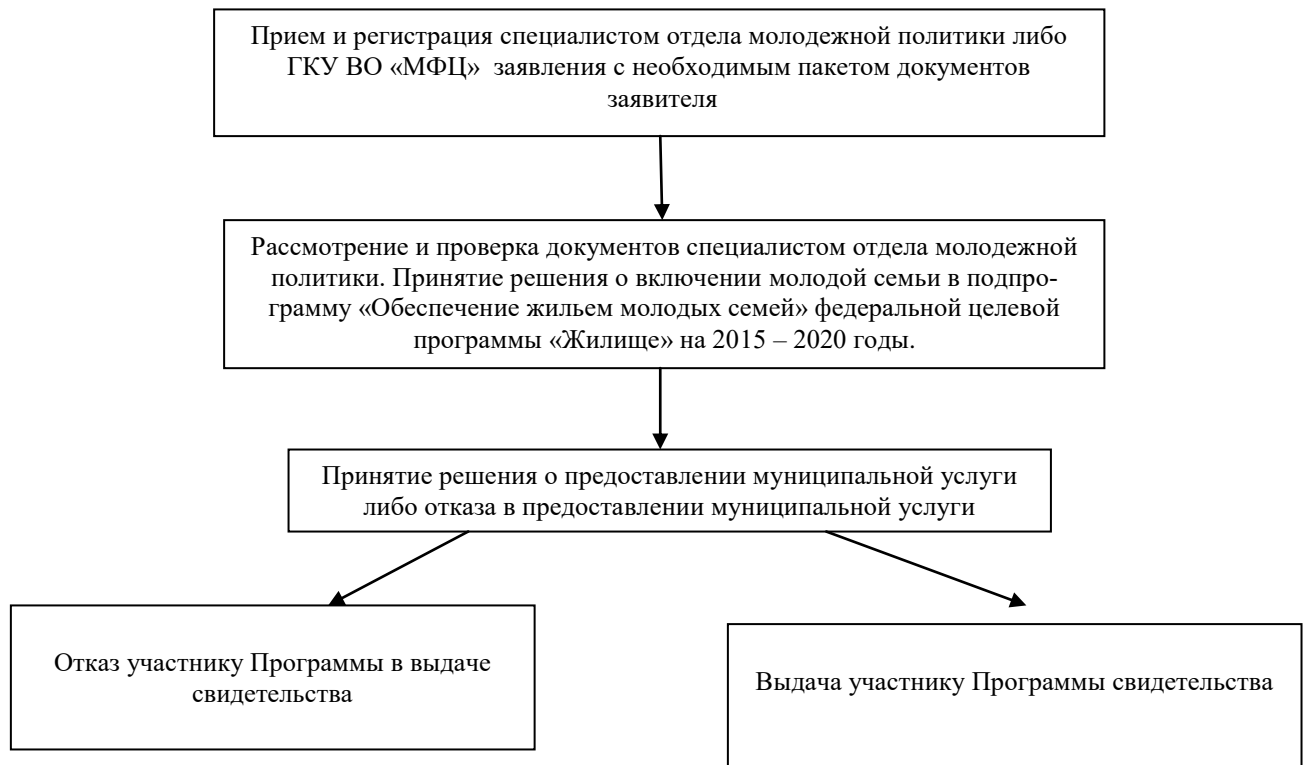 Прием и регистрация специалистом отдела молодежной политики либо
ГКУ ВО «МФЦ» заявления с необходимым пакетом документов
заявителя
Рассмотрение и проверка документов специалистом отдела молодежной
политики. Принятие решения о включении молодой семьи в подпро-
грамму «Обеспечение жильем молодых семей» федеральной целевой
программы «Жилище» на 2015 – 2020 годы.
Принятие решения о предоставлении муниципальной услуги
либо отказа в предоставлении муниципальной услуги
Отказ участнику Программы в выдаче
свидетельства
Выдача участнику Программы свидетельства